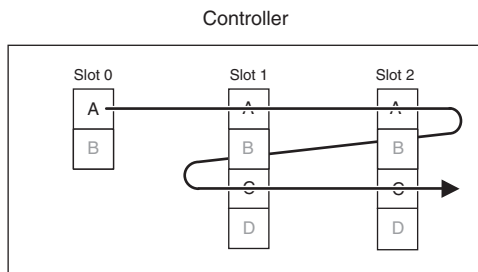 Controller
Slot 0 Slot 1 Slot 2
A A A
B B B
C C
D D